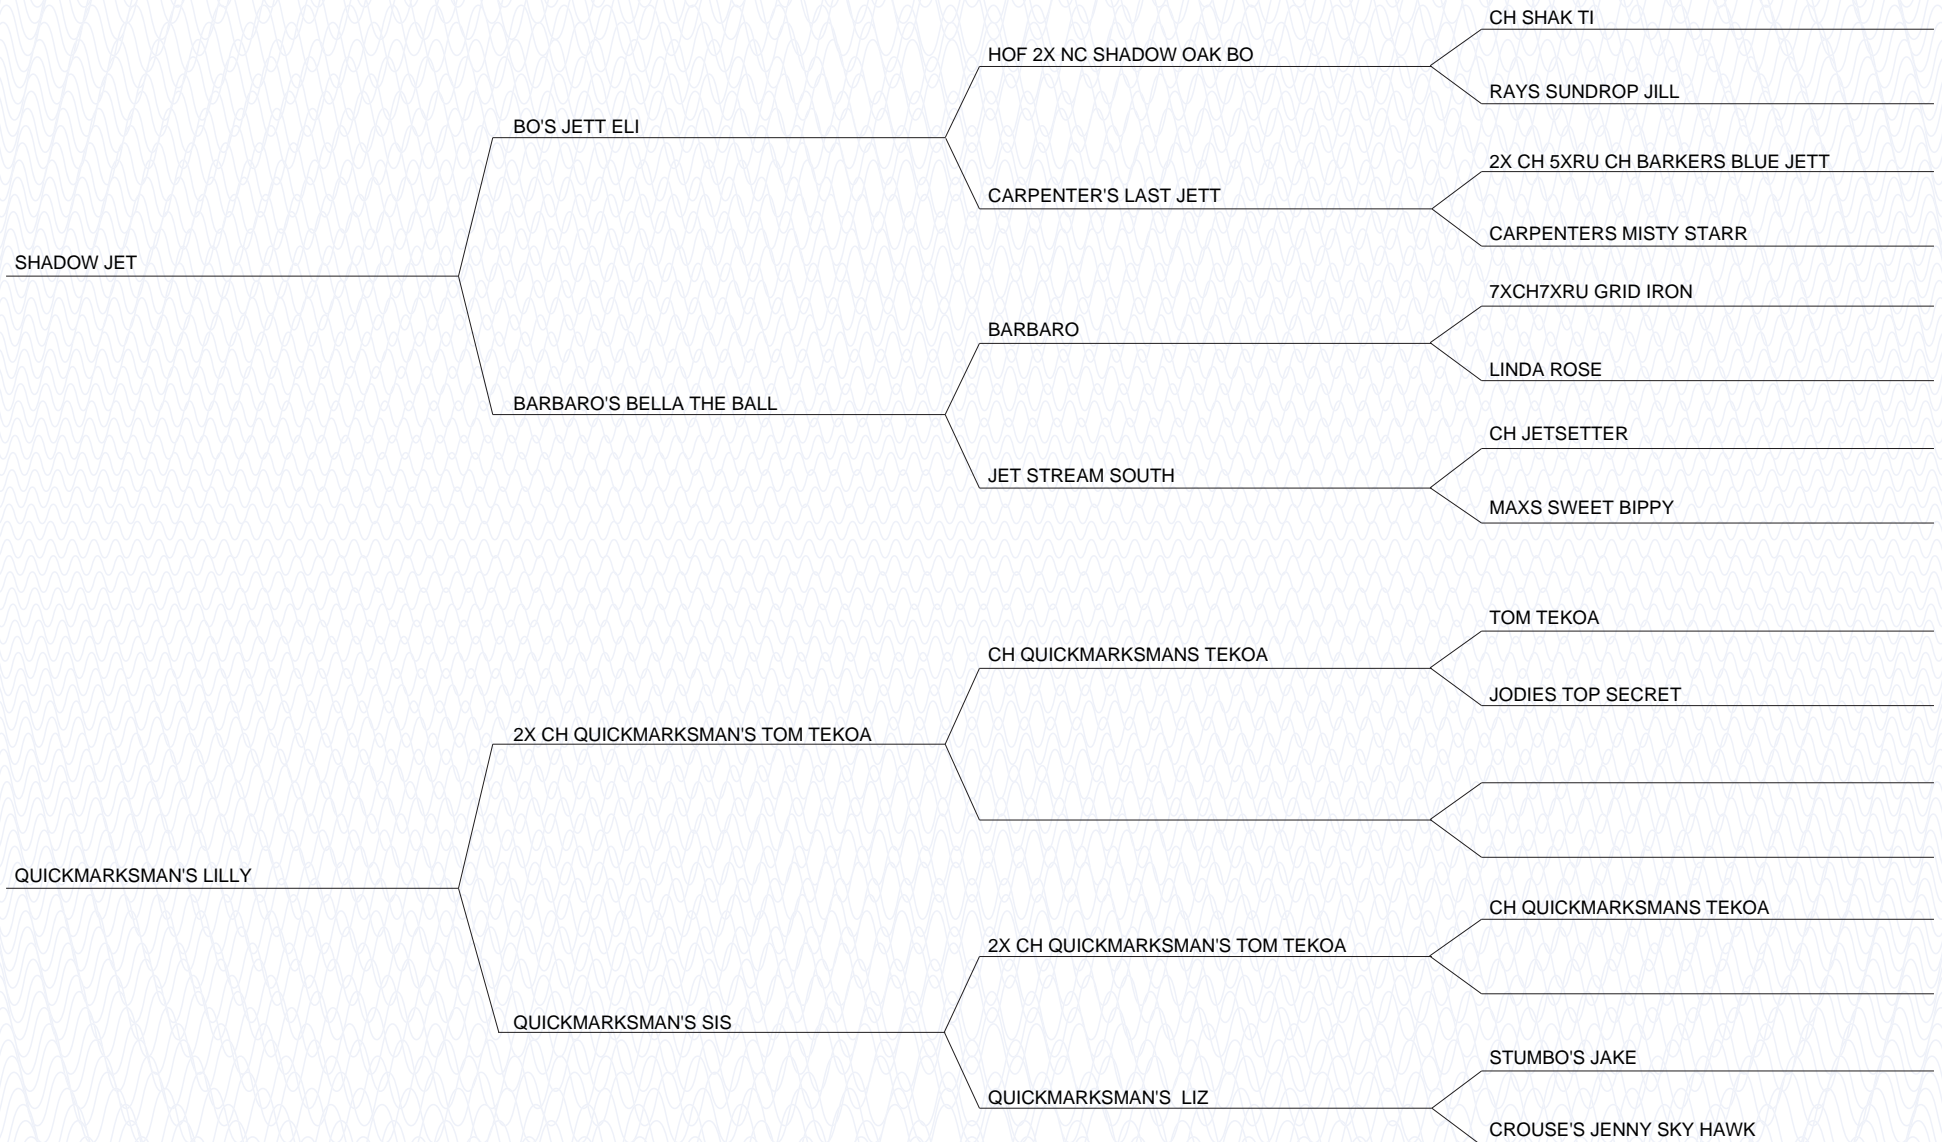 CH SHAK TI
HOF 2X NC SHADOW OAK BO
RAYS SUNDROP JILL
BO'S JETT ELI
2X CH 5XRU CH BARKERS BLUE JETT
CARPENTER'S LAST JETT
CARPENTERS MISTY STARR
SHADOW JET
7XCH7XRU GRID IRON
BARBARO
LINDA ROSE
BARBARO'S BELLA THE BALL
CH JETSETTER
JET STREAM SOUTH
MAXS SWEET BIPPY
TOM TEKOA
CH QUICKMARKSMANS TEKOA
JODIES TOP SECRET
2X CH QUICKMARKSMAN'S TOM TEKOA
QUICKMARKSMAN'S LILLY
CH QUICKMARKSMANS TEKOA
2X CH QUICKMARKSMAN'S TOM TEKOA
QUICKMARKSMAN'S SIS
STUMBO'S JAKE
QUICKMARKSMAN'S  LIZ
CROUSE'S JENNY SKY HAWK